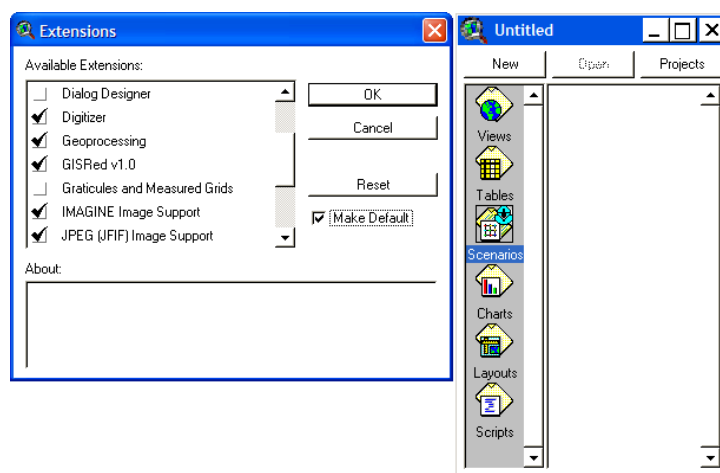 Extensions
Available Extensions:
Dialog Designer
Digitizer
Geoprocessing
GISRed v1.0
Graticules and Measured Grids
IMAGINE Image Support
JPEG (JFIF) Image Support
OK
Cancel
Reset
Make Default
About:
Untitled
New Open Projects
Views
Tables
Scenarios
Charts
Layouts
Scripts